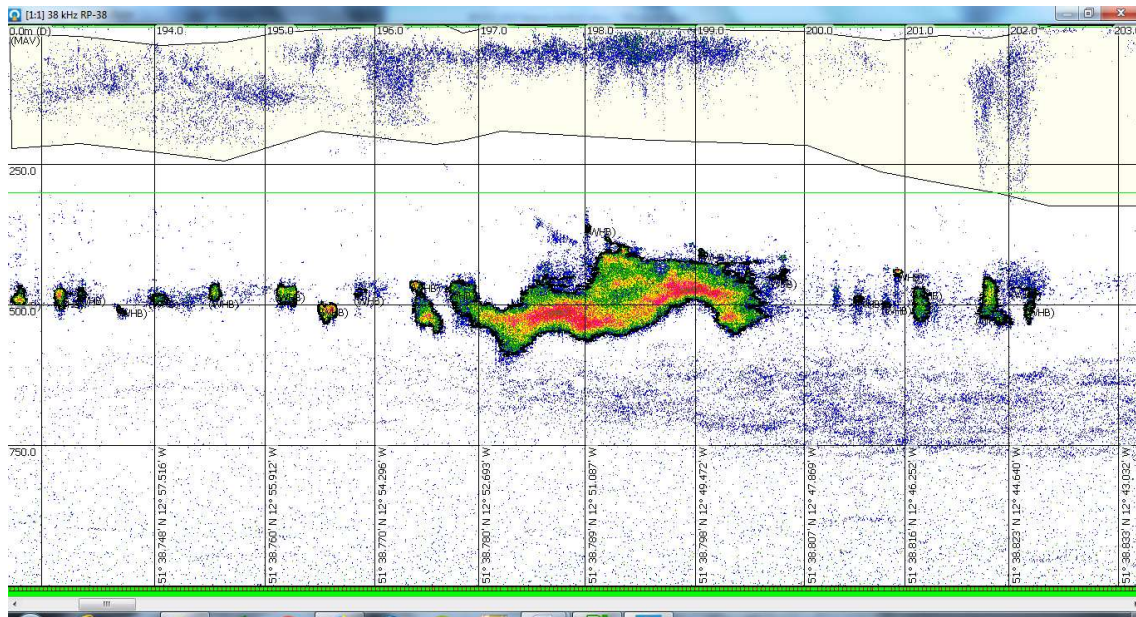 [1:1] 38 kHz RP-38
0.0m (D)
(MAV)
194.0 195.0 196.0 197.0 198.0 199.0 200.0 201.0 202.0 203.0
250.0
WHB)
500.0
WHB)
WHB)
WHB)
WHB)
WHB)
750.0
51° 38.748' N 12° 57.516' W
51° 38.760' N 12° 55.912' W
51° 38.770' N 12° 54.296' W
51° 38.780' N 12° 52.693' W
51° 38.789' N 12° 51.087' W
51° 38.798' N 12° 49.472' W
51° 38.807' N 12° 47.869' W
51° 38.816' N 12° 46.252' W
51° 38.823' N 12° 44.640' W
51° 38.833' N 12° 43.032' W